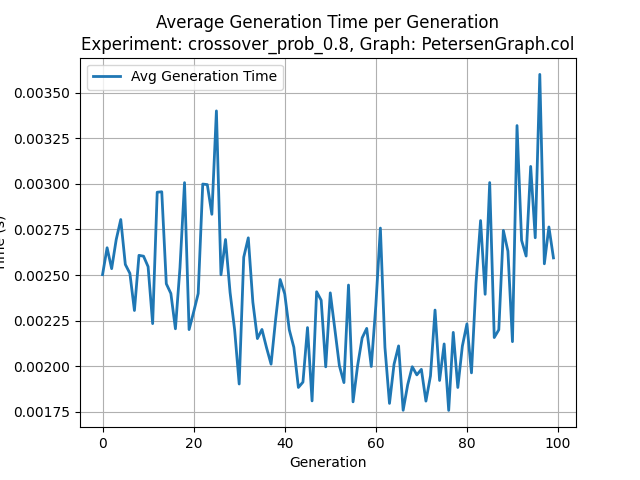 Average Generation Time per Generation
Experiment: crossover_prob_0.8, Graph: PetersenGraph.col
Avg Generation Time
0.00350
0.00325
0.00300
0.00275
0.00250
0.00225
0.00200
0.00175
Time (s)
0 20 40 60 80 100
Generation